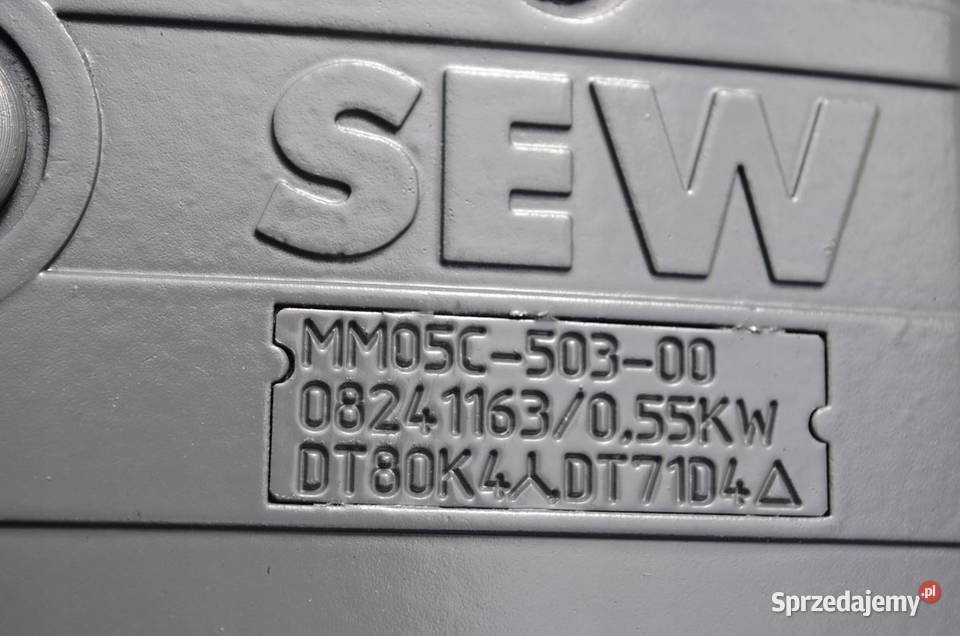 SEW
MM05C-503-00
08241163/0.55KW
DT80K4⅄.DT71D4△
Sprzedajemy.pl